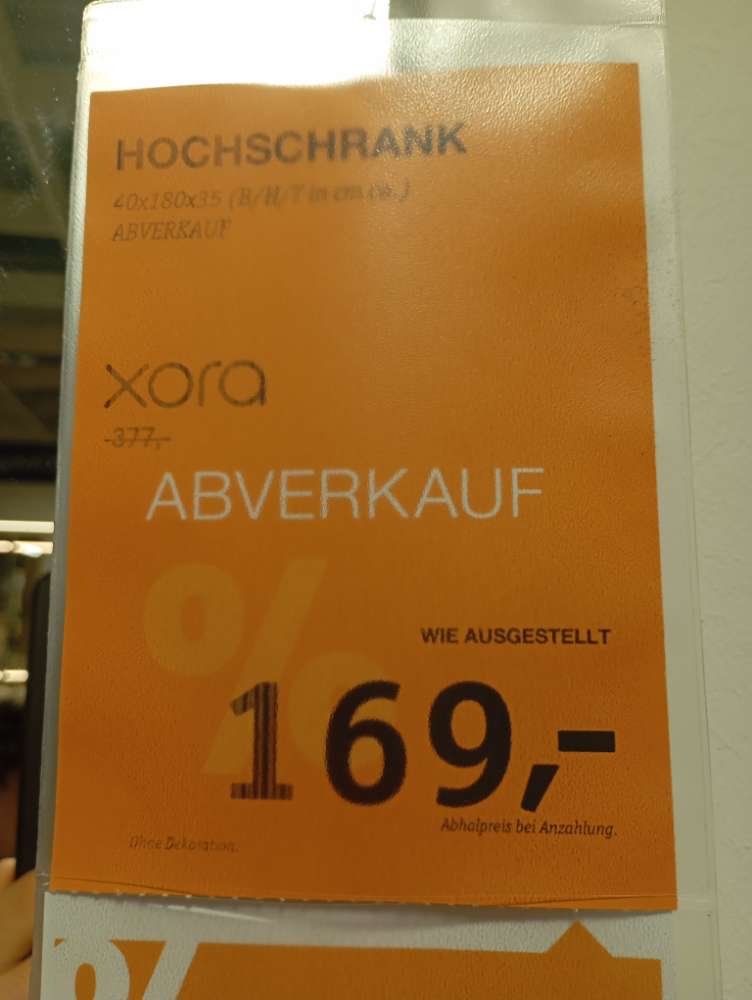 HOCHSCHRANK
40x180x35 (B/H/T in cm ca.)
ABVERKAUF
xora
-377,-
ABVERKAUF
%
WIE AUSGESTELLT
169,-
Abholpreis bei Anzahlung.
Ohne Dekoration.
%